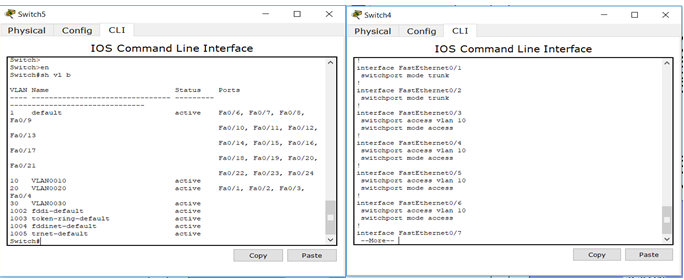 Switch5
Physical Config CLI
IOS Command Line Interface
Switch>
Switch>en
Switch#sh vl b
VLAN Name Status Ports
---- -------------------------------- ---------
-------------------------------
1 default active Fa0/6, Fa0/7, Fa0/8,
Fa0/9
Fa0/10, Fa0/11, Fa0/12,
Fa0/13
Fa0/14, Fa0/15, Fa0/16,
Fa0/17
Fa0/18, Fa0/19, Fa0/20,
Fa0/21
Fa0/22, Fa0/23, Fa0/24
10 VLAN0010 active
20 VLAN0020 active Fa0/1, Fa0/2, Fa0/3,
Fa0/4
30 VLAN0030 active
1002 fddi-default active
1003 token-ring-default active
1004 fddinet-default active
1005 trnet-default active
Switch#
Copy Paste
Switch4
Physical Config CLI
IOS Command Line Interface
!
interface FastEthernet0/1
switchport mode trunk
!
interface FastEthernet0/2
switchport mode trunk
!
interface FastEthernet0/3
switchport access vlan 10
switchport mode access
!
interface FastEthernet0/4
switchport access vlan 10
switchport mode access
!
interface FastEthernet0/5
switchport access vlan 10
switchport mode access
!
interface FastEthernet0/6
switchport access vlan 10
switchport mode access
!
interface FastEthernet0/7
--More--
Copy Paste